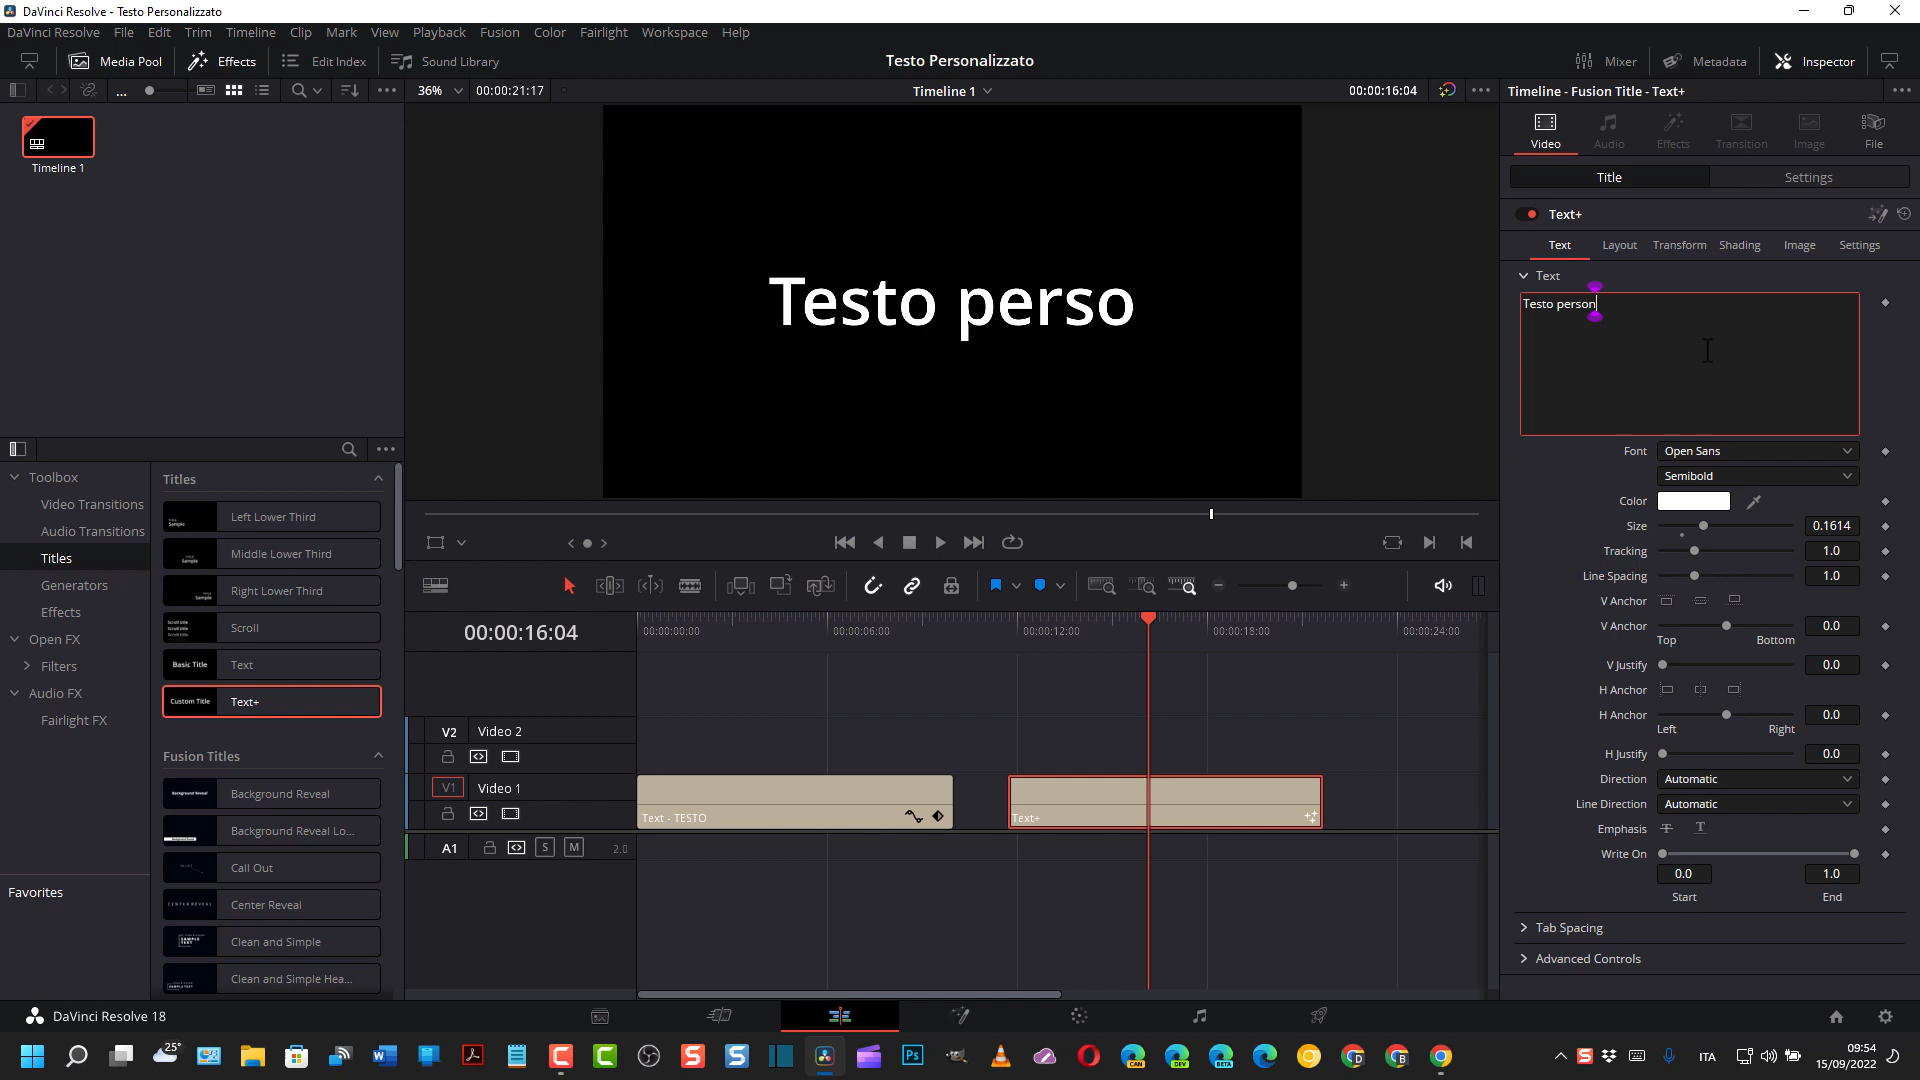 DaVinci Resolve - Testo Personalizzato
DaVinci Resolve File Edit Trim Timeline Clip Mark View Playback Fusion Color Fairlight Workspace Help
Media Pool Effects Edit Index Sound Library Testo Personalizzato Mixer Metadata Inspector
... 36% 00:00:21:17 Timeline 1 00:00:16:04 Timeline - Fusion Title - Text+
Timeline 1
Video Audio Effects Transition Image File
Title Settings
Text+
Text Layout Transform Shading Image Settings
Text
Testo person
Testo perso
Font Open Sans
Semibold
Color
Size 0.1614
Tracking 1.0
Line Spacing 1.0
V Anchor
V Anchor 0.0
Top Bottom
V Justify 0.0
H Anchor
H Anchor 0.0
Left Right
H Justify 0.0
Direction Automatic
Line Direction Automatic
Emphasis T T
Write On
0.0 1.0
Start End
Tab Spacing
Advanced Controls
Toolbox
Video Transitions
Audio Transitions
Titles
Generators
Effects
Open FX
Filters
Audio FX
Fairlight FX
Favorites
Titles
Left Lower Third
Middle Lower Third
Right Lower Third
Scroll
Basic Title Text
Custom Title Text+
Fusion Titles
Background Reveal Background Reveal
Background Reveal Lo...
Call Out
CENTER REVEAL Center Reveal
Clean and Simple
Clean and Simple Hea...
00:00:16:04 00:00:00:00 00:00:06:00 00:00:12:00 00:00:18:00 00:00:24:00
V2 Video 2
V1 Video 1
Text - TESTO Text+
A1 S M 2.0
DaVinci Resolve 18
25° ITA 09:54
15/09/2022